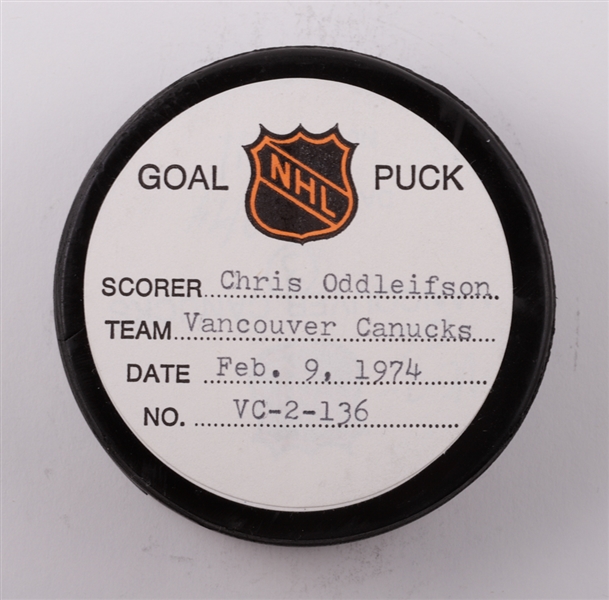 GOAL NHL PUCK
SCORER Chris Oddleifson
TEAM Vancouver Canucks
DATE Feb. 9, 1974
NO. VC-2-136